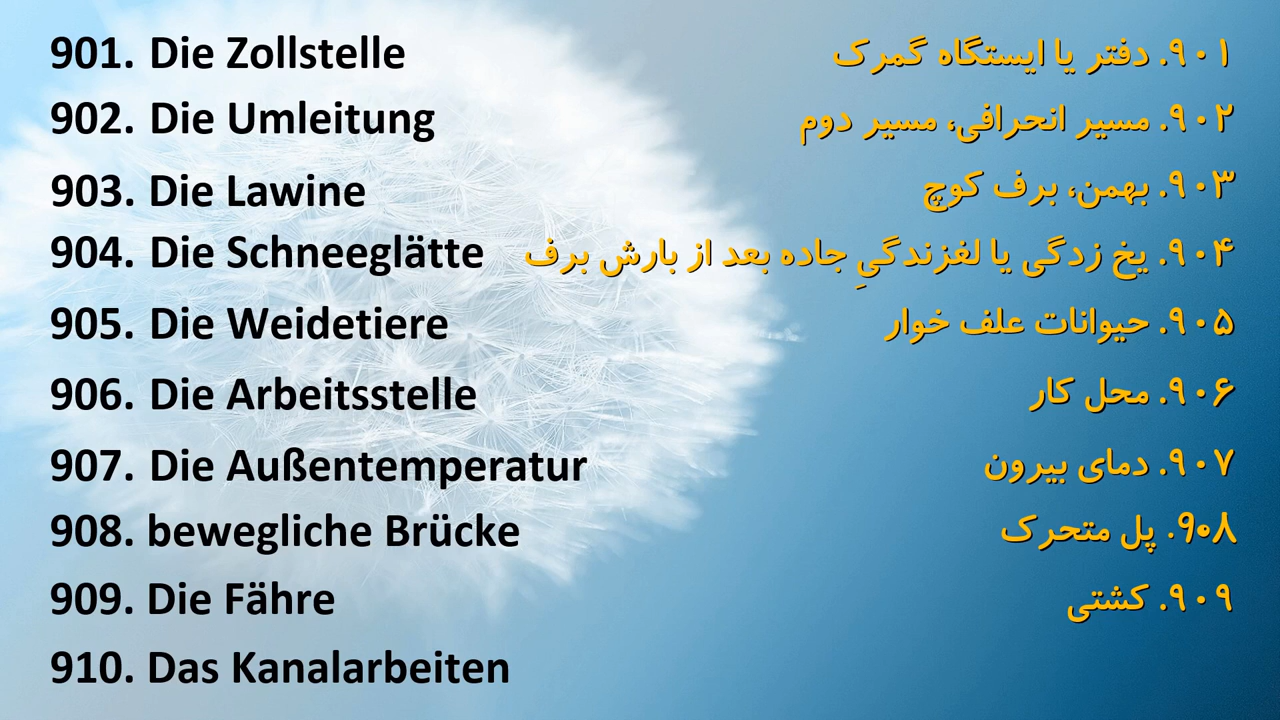 901. Die Zollstelle ۹۰۱. دفتر یا ایستگاه گمرک
902. Die Umleitung ۹۰۲. مسیر انحرافی، مسیر دوم
903. Die Lawine ۹۰۳. بهمن، برف کوچ
904. Die Schneeglätte ۹۰۴. یخ زدگی یا لغزندگیِ جاده بعد از بارش برف
905. Die Weidetiere ۹۰۵. حیوانات علف خوار
906. Die Arbeitsstelle ۹۰۶. محل کار
907. Die Außentemperatur ۹۰۷. دمای بیرون
908. bewegliche Brücke ۹۰۸. پل متحرک
909. Die Fähre ۹۰۹. کشتی
910. Das Kanalarbeiten